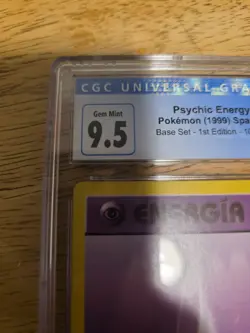 CGC UNIVERSAL GRA
Gem Mint
9.5
Psychic Energy
Pokémon (1999) Spa
Base Set - 1st Edition -
ENERGÍA